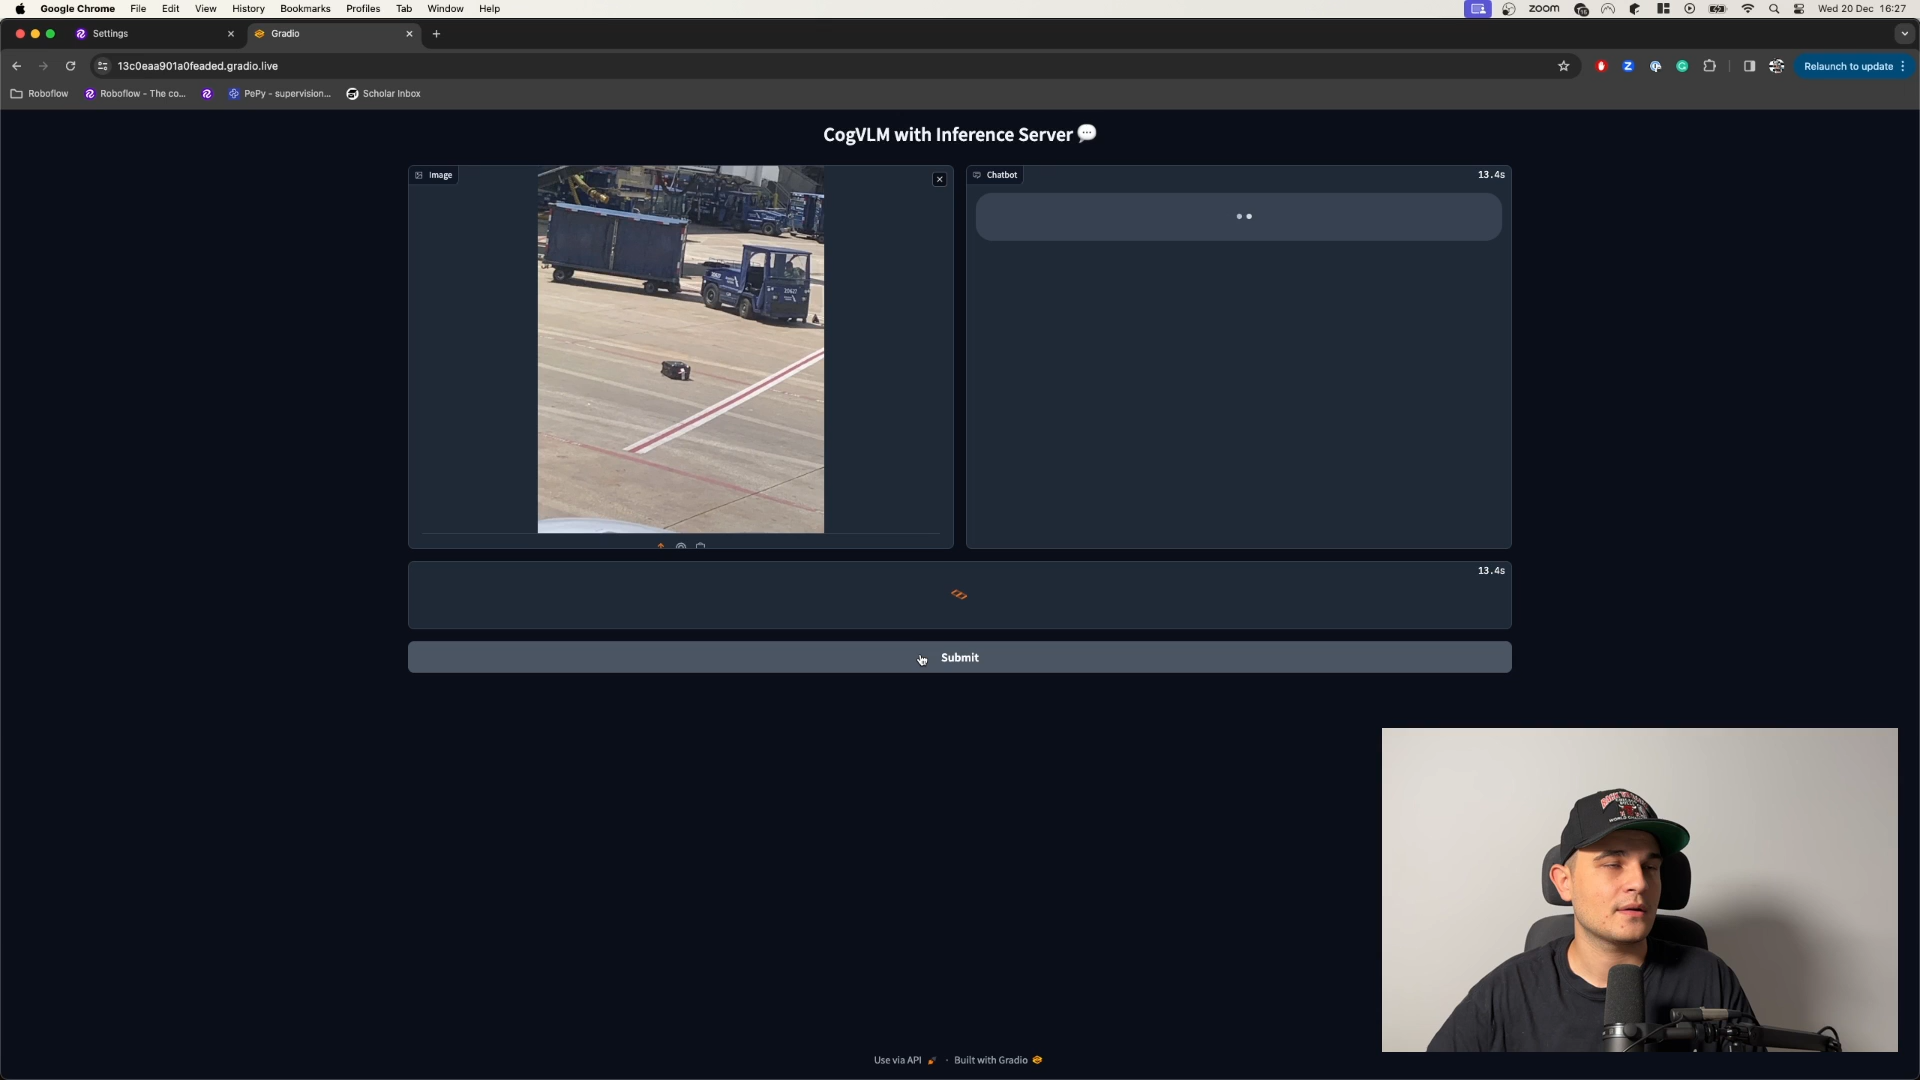 Google Chrome File Edit View History Bookmarks Profiles Tab Window Help
zoom
Wed 20 Dec 16:27
Settings
Gradio
13c0eaa901a0feaded.gradio.live
Relaunch to update
Roboflow
Roboflow - The co...
PePy - supervision...
Scholar Inbox
CogVLM with Inference Server
Image
Chatbot
13.4s
13.4s
Submit
Use via API · Built with Gradio